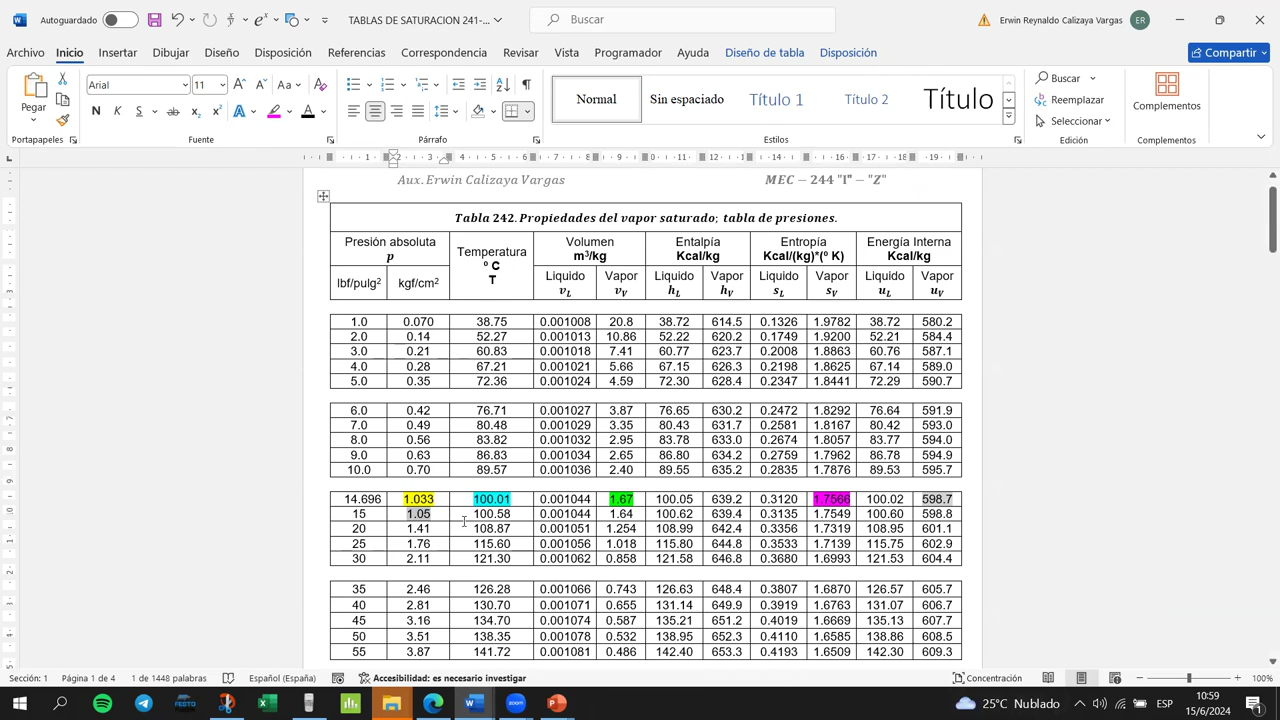 Autoguardado
TABLAS DE SATURACION 241-...
Buscar
Erwin Reynaldo Calizaya Vargas
ER
Archivo Inicio Insertar Dibujar Diseño Disposición Referencias Correspondencia Revisar Vista Programador Ayuda Diseño de tabla Disposición
Compartir
Pegar
Arial 11
N K S ab x₂ x² A A
Normal Sin espaciado Título 1 Título 2 Título
Buscar
Reemplazar
Seleccionar
Complementos
Portapapeles Fuente Párrafo Estilos Edición Complementos
Aux. Erwin Calizaya Vargas MEC − 244 "I" − "Z"
Tabla 242. Propiedades del vapor saturado; tabla de presiones.
Presión absoluta p Temperatura º C T Volumen m³/kg Entalpía Kcal/kg Entropía Kcal/(kg)*(º K) Energía Interna Kcal/kg
lbf/pulg² kgf/cm² Liquido v_L Vapor v_V Liquido h_L Vapor h_V Liquido s_L Vapor s_V Liquido u_L Vapor u_V
1.0 0.070 38.75 0.001008 20.8 38.72 614.5 0.1326 1.9782 38.72 580.2
2.0 0.14 52.27 0.001013 10.86 52.22 620.2 0.1749 1.9200 52.21 584.4
3.0 0.21 60.83 0.001018 7.41 60.77 623.7 0.2008 1.8863 60.76 587.1
4.0 0.28 67.21 0.001021 5.66 67.15 626.3 0.2198 1.8625 67.14 589.0
5.0 0.35 72.36 0.001024 4.59 72.30 628.4 0.2347 1.8441 72.29 590.7
6.0 0.42 76.71 0.001027 3.87 76.65 630.2 0.2472 1.8292 76.64 591.9
7.0 0.49 80.48 0.001029 3.35 80.43 631.7 0.2581 1.8167 80.42 593.0
8.0 0.56 83.82 0.001032 2.95 83.78 633.0 0.2674 1.8057 83.77 594.0
9.0 0.63 86.83 0.001034 2.65 86.80 634.2 0.2759 1.7962 86.78 594.9
10.0 0.70 89.57 0.001036 2.40 89.55 635.2 0.2835 1.7876 89.53 595.7
14.696 1.033 100.01 0.001044 1.67 100.05 639.2 0.3120 1.7566 100.02 598.7
15 1.05 100.58 0.001044 1.64 100.62 639.4 0.3135 1.7549 100.60 598.8
20 1.41 108.87 0.001051 1.254 108.99 642.4 0.3356 1.7319 108.95 601.1
25 1.76 115.60 0.001056 1.018 115.80 644.8 0.3533 1.7139 115.75 602.9
30 2.11 121.30 0.001062 0.858 121.58 646.8 0.3680 1.6993 121.53 604.4
35 2.46 126.28 0.001066 0.743 126.63 648.4 0.3807 1.6870 126.57 605.7
40 2.81 130.70 0.001071 0.655 131.14 649.9 0.3919 1.6763 131.07 606.7
45 3.16 134.70 0.001074 0.587 135.21 651.2 0.4019 1.6669 135.13 607.7
50 3.51 138.35 0.001078 0.532 138.95 652.3 0.4110 1.6585 138.86 608.5
55 3.87 141.72 0.001081 0.486 142.40 653.3 0.4193 1.6509 142.30 609.3
Sección: 1 Página 1 de 4 1 de 1448 palabras Español (España) Accesibilidad: es necesario investigar Concentración 100%
25°C Nublado ESP 10:59
15/6/2024